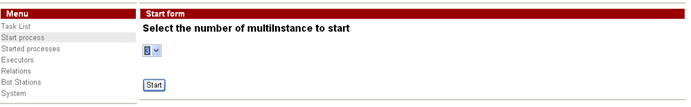 Menu
Task List
Start process
Started processes
Executors
Relations
Bot Stations
System
Start form
Select the number of multiInstance to start
3
Start